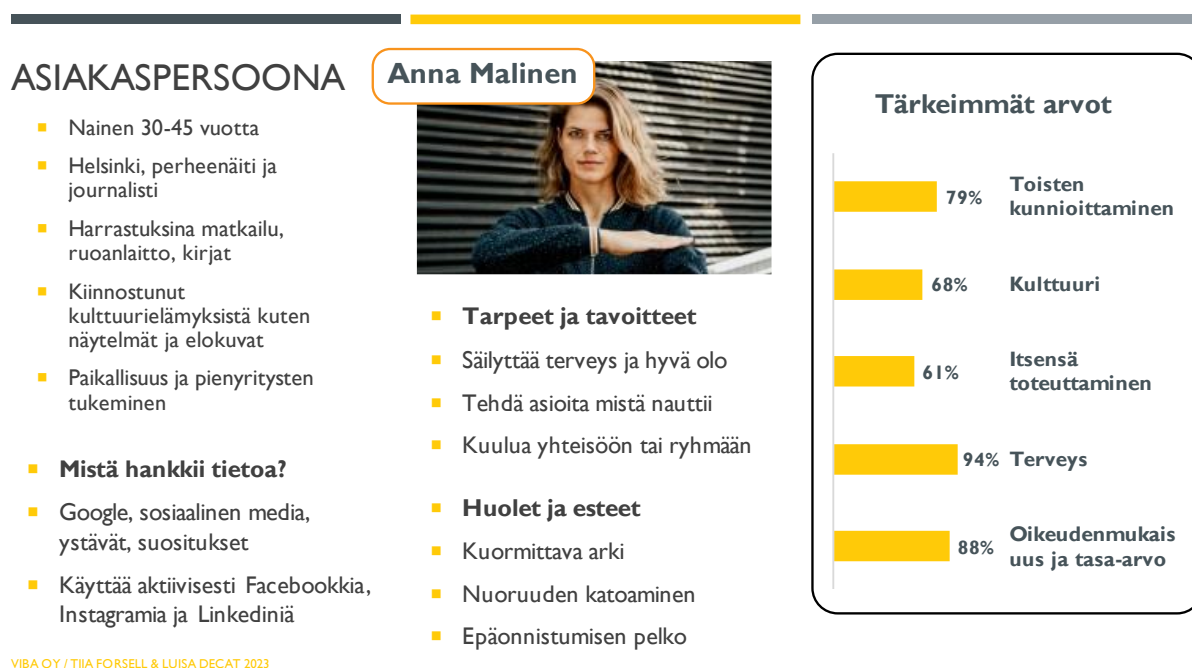 ASIAKASPERSOONA
Nainen 30-45 vuotta
Helsinki, perheenäiti ja
journalisti
Harrastuksina matkailu,
ruoanlaitto, kirjat
Kiinnostunut
kulttuurielämyksistä kuten
näytelmät ja elokuvat
Paikallisuus ja pienyritysten
tukeminen
Mistä hankkii tietoa?
Google, sosiaalinen media,
ystävät, suositukset
Käyttää aktiivisesti Facebookkia,
Instagramia ja Linkediniä
Anna Malinen
Tarpeet ja tavoitteet
Säilyttää terveys ja hyvä olo
Tehdä asioita mistä nauttii
Kuulua yhteisöön tai ryhmään
Huolet ja esteet
Kuormittava arki
Nuoruuden katoaminen
Epäonnistumisen pelko
Tärkeimmät arvot
79% Toisten
kunnioittaminen
68% Kulttuuri
61% Itsensä
toteuttaminen
94% Terveys
88% Oikeudenmukais
uus ja tasa-arvo
VIBA OY / TIIA FORSELL & LUISA DECAT 2023